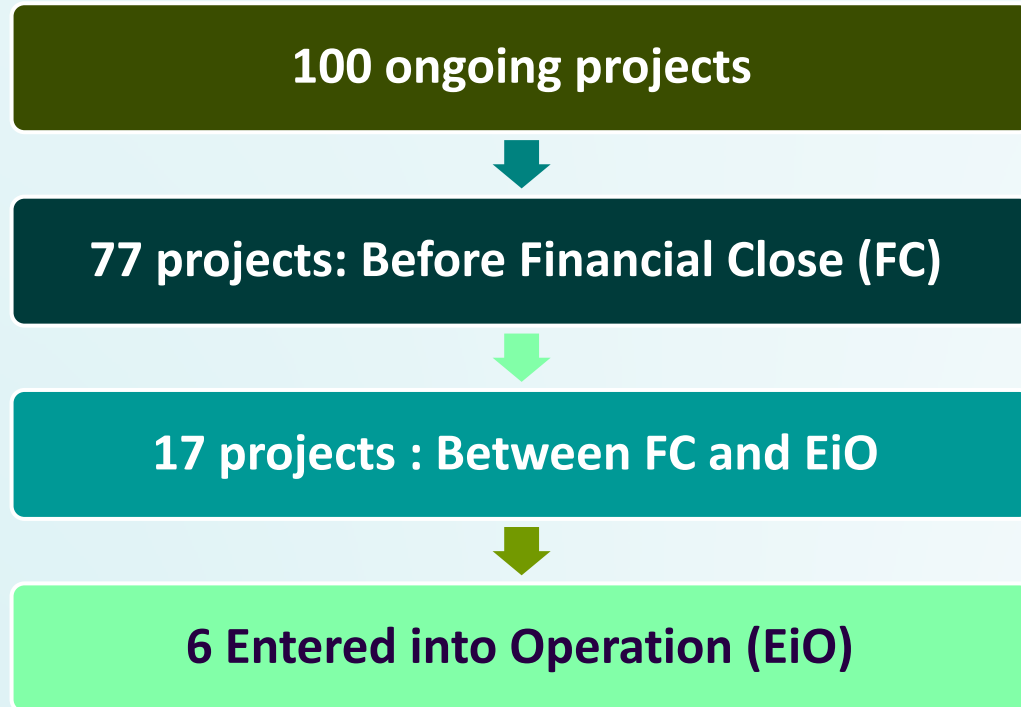 100 ongoing projects
77 projects: Before Financial Close (FC)
17 projects : Between FC and EiO
6 Entered into Operation (EiO)